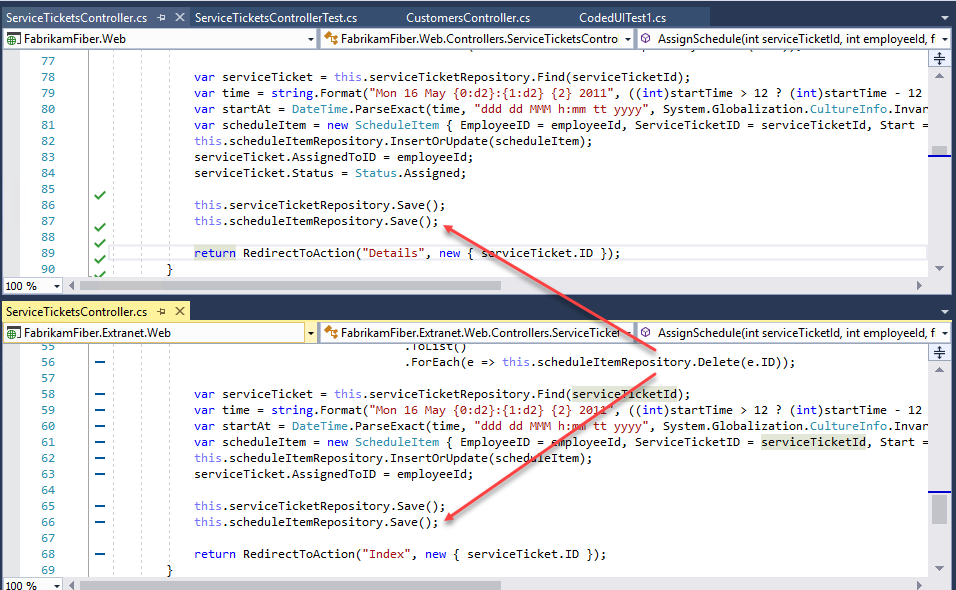 ServiceTicketsController.cs ServiceTicketsControllerTest.cs CustomersController.cs CodedUITest1.cs
FabrikamFiber.Web FabrikamFiber.Web.Controllers.ServiceTicketsContro AssignSchedule(int serviceTicketId, int employeeId, f
77
78 var serviceTicket = this.serviceTicketRepository.Find(serviceTicketId);
79 var time = string.Format("Mon 16 May {0:d2}:{1:d2} {2} 2011", ((int)startTime > 12 ? (int)startTime - 12
80 var startAt = DateTime.ParseExact(time, "ddd dd MMM h:mm tt yyyy", System.Globalization.CultureInfo.Invar
81 var scheduleItem = new ScheduleItem { EmployeeID = employeeId, ServiceTicketID = serviceTicketId, Start =
82 this.scheduleItemRepository.InsertOrUpdate(scheduleItem);
83 serviceTicket.AssignedToID = employeeId;
84 serviceTicket.Status = Status.Assigned;
85
86 this.serviceTicketRepository.Save();
87 this.scheduleItemRepository.Save();
88
89 return RedirectToAction("Details", new { serviceTicket.ID });
90 }
100 %
ServiceTicketsController.cs
FabrikamFiber.Extranet.Web FabrikamFiber.Extranet.Web.Controllers.ServiceTicket AssignSchedule(int serviceTicketId, int employeeId, f
55 .ToList()
56 .ForEach(e => this.scheduleItemRepository.Delete(e.ID));
57
58 var serviceTicket = this.serviceTicketRepository.Find(serviceTicketId);
59 var time = string.Format("Mon 16 May {0:d2}:{1:d2} {2} 2011", ((int)startTime > 12 ? (int)startTime - 12
60 var startAt = DateTime.ParseExact(time, "ddd dd MMM h:mm tt yyyy", System.Globalization.CultureInfo.Invar
61 var scheduleItem = new ScheduleItem { EmployeeID = employeeId, ServiceTicketID = serviceTicketId, Start =
62 this.scheduleItemRepository.InsertOrUpdate(scheduleItem);
63 serviceTicket.AssignedToID = employeeId;
64
65 this.serviceTicketRepository.Save();
66 this.scheduleItemRepository.Save();
67
68 return RedirectToAction("Index", new { serviceTicket.ID });
69 }
100 %